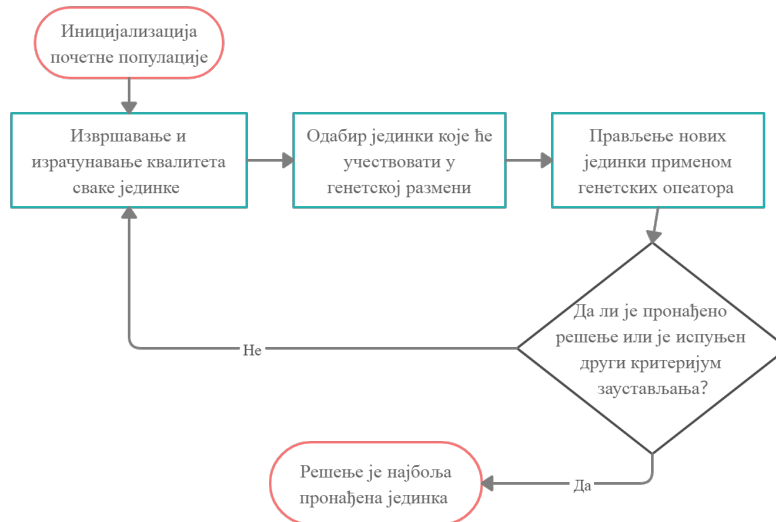 Иницијализација
почетне популације
Извршавање и
израчунавање квалитета
сваке јединке
Одабир јединки које ће
учествовати у
генетској размени
Прављење нових
јединки применом
генетских опеатора
Да ли је пронађено
решење или је испуњен
други критеријум
заустављања?
Не
Да
Решење је најбоља
пронађена јединка